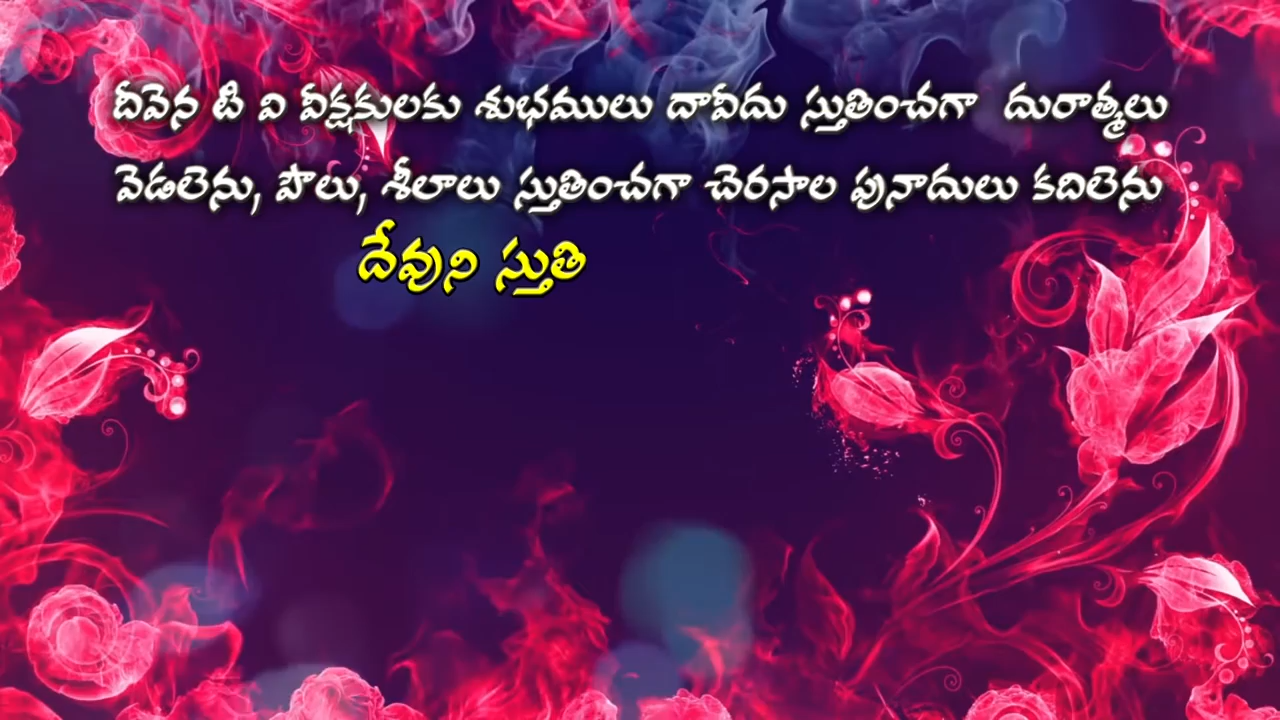 దీవెన టి వి వీక్షకులకు శుభములు దావీదు స్తుతించగా దురాత్మలు
వెడలెను, పౌలు, శీలాలు స్తుతించగా చెరసాల పునాదులు కదిలెను
దేవుని స్తుతి